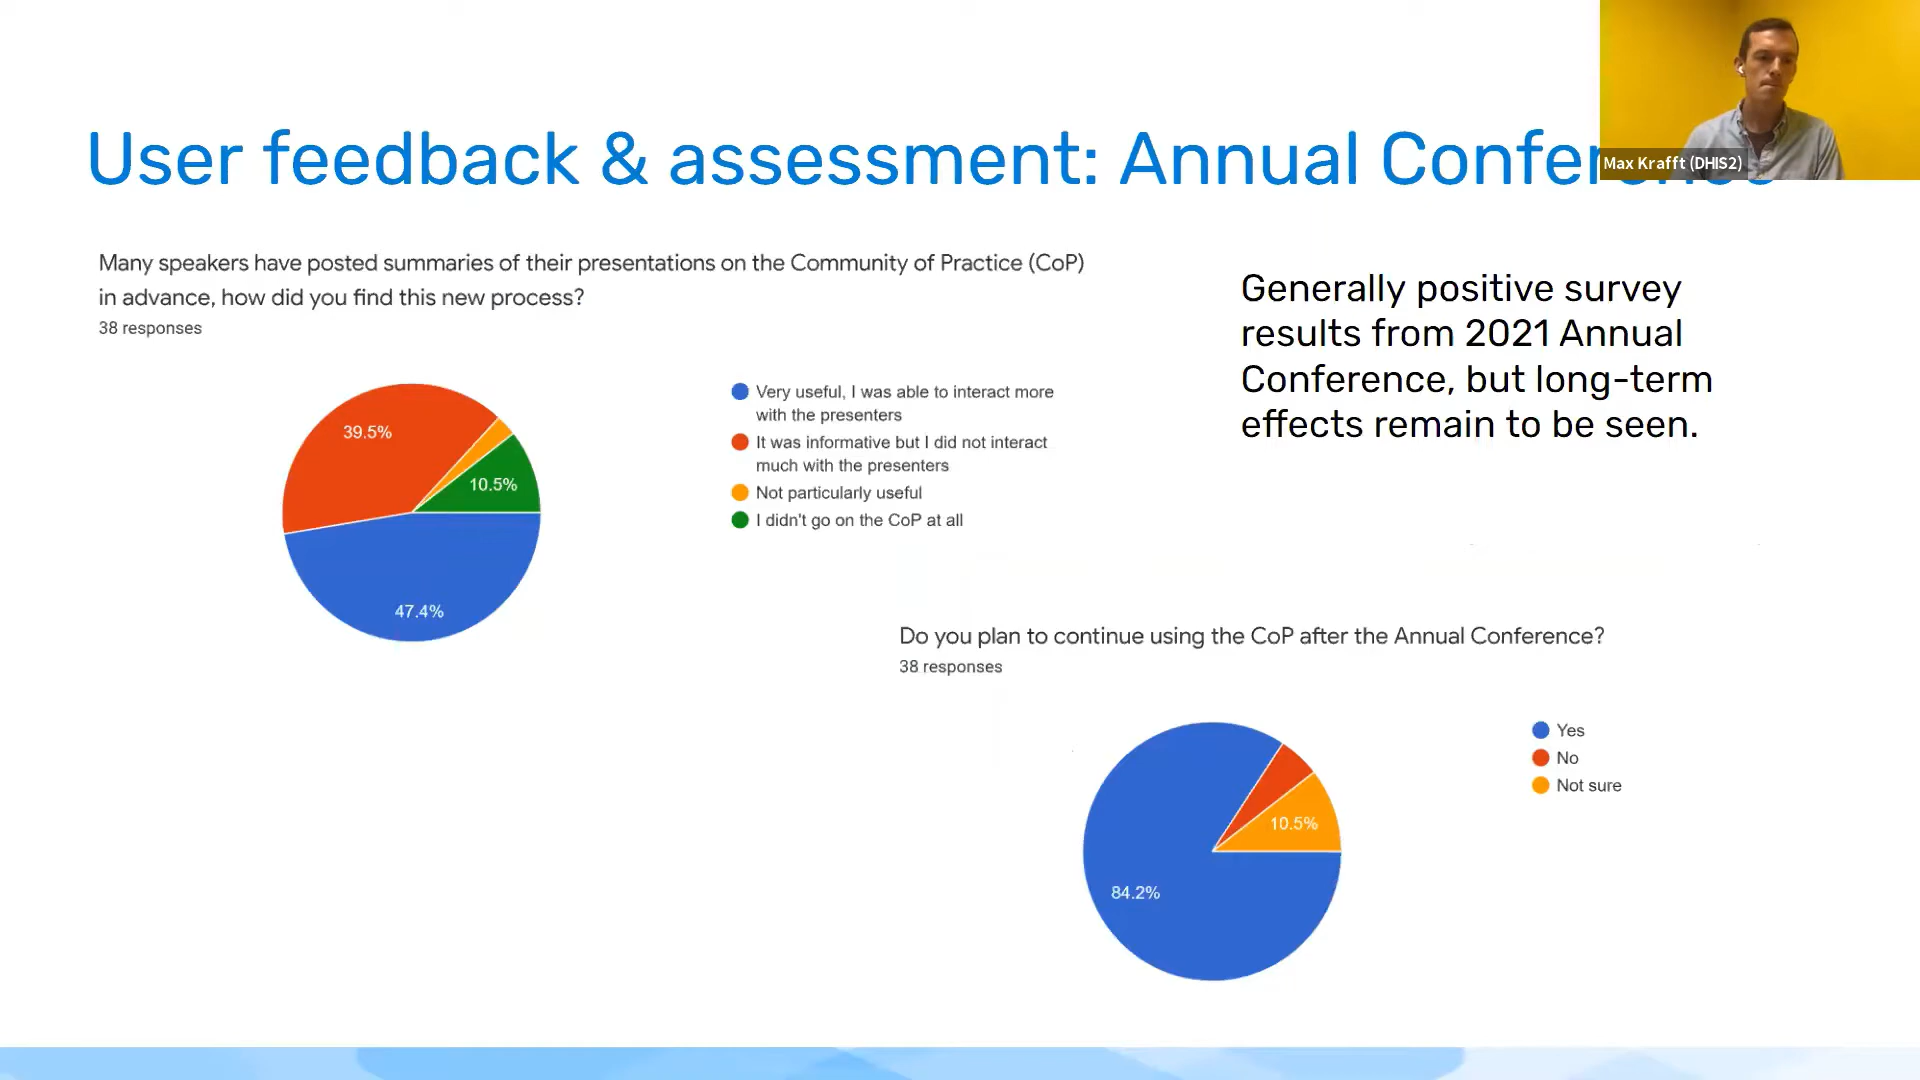 User feedback & assessment: Annual
Max Krafft (DHIS2)
Many speakers have posted summaries of their presentations on the Community of Practice (CoP)
in advance, how did you find this new process?
38 responses
Generally positive survey
results from 2021 Annual
Conference, but long-term
effects remain to be seen.
39.5%
10.5%
47.4%
Very useful, I was able to interact more
with the presenters
It was informative but I did not interact
much with the presenters
Not particularly useful
I didn't go on the CoP at all
Do you plan to continue using the CoP after the Annual Conference?
38 responses
10.5%
84.2%
Yes
No
Not sure